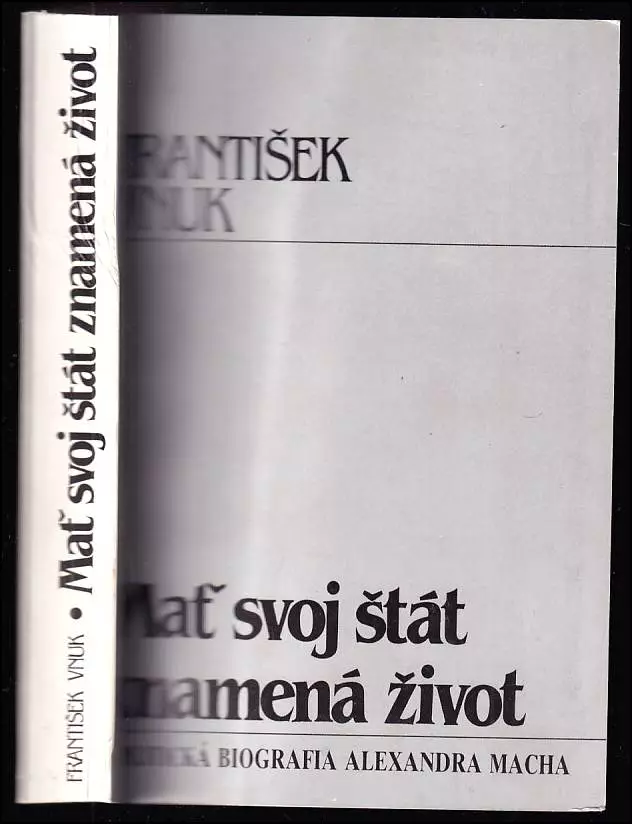 FRANTIŠEK VNUK • Mať svoj štát znamená život
FRANTIŠEK
VNUK
Mať svoj štát
znamená život
BIOGRAFIA ALEXANDRA MACHA